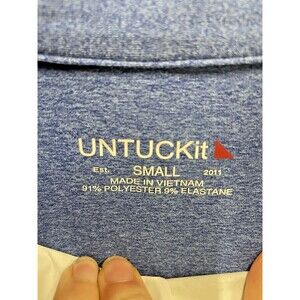 UNTUCKit
Est. SMALL 2011
MADE IN VIETNAM
91% POLYESTER 9% ELASTANE